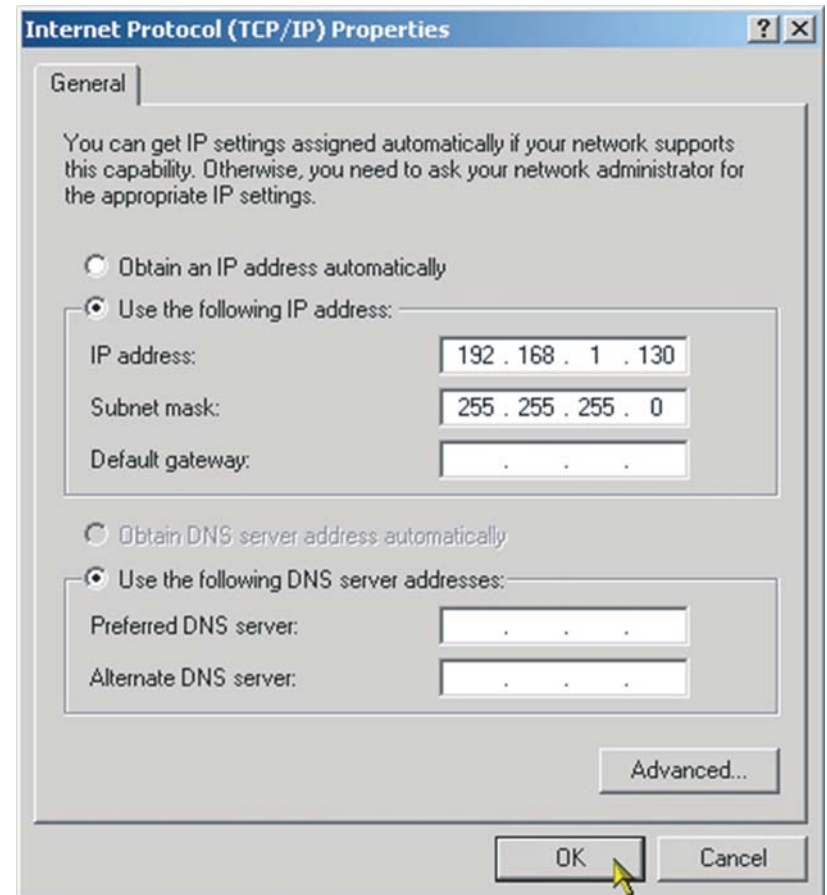 Internet Protocol (TCP/IP) Properties
General
You can get IP settings assigned automatically if your network supports
this capability. Otherwise, you need to ask your network administrator for
the appropriate IP settings.
Obtain an IP address automatically
Use the following IP address:
IP address: 192 . 168 . 1 . 130
Subnet mask: 255 . 255 . 255 . 0
Default gateway: . . .
Obtain DNS server address automatically
Use the following DNS server addresses:
Preferred DNS server: . . .
Alternate DNS server: . . .
Advanced...
OK Cancel